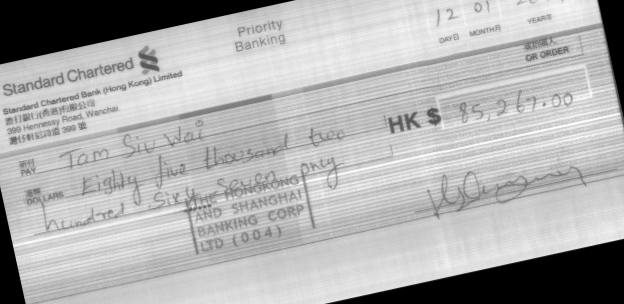 Priority
Banking
12 01
DAY日 MONTH月 YEAR年
Standard Chartered
Standard Chartered Bank (Hong Kong) Limited
渣打銀行(香港)有限公司
399 Hennessy Road, Wanchai
灣仔軒尼詩道 399 號
或持票人
OR ORDER
祈付
PAY Tam Siu Wai
HK $ 85,267.00
港幣
DOLLARS Eighty five thousand two
hundred Sixty Seven only
THE HONGKONG
AND SHANGHAI
BANKING CORP
LTD (004)